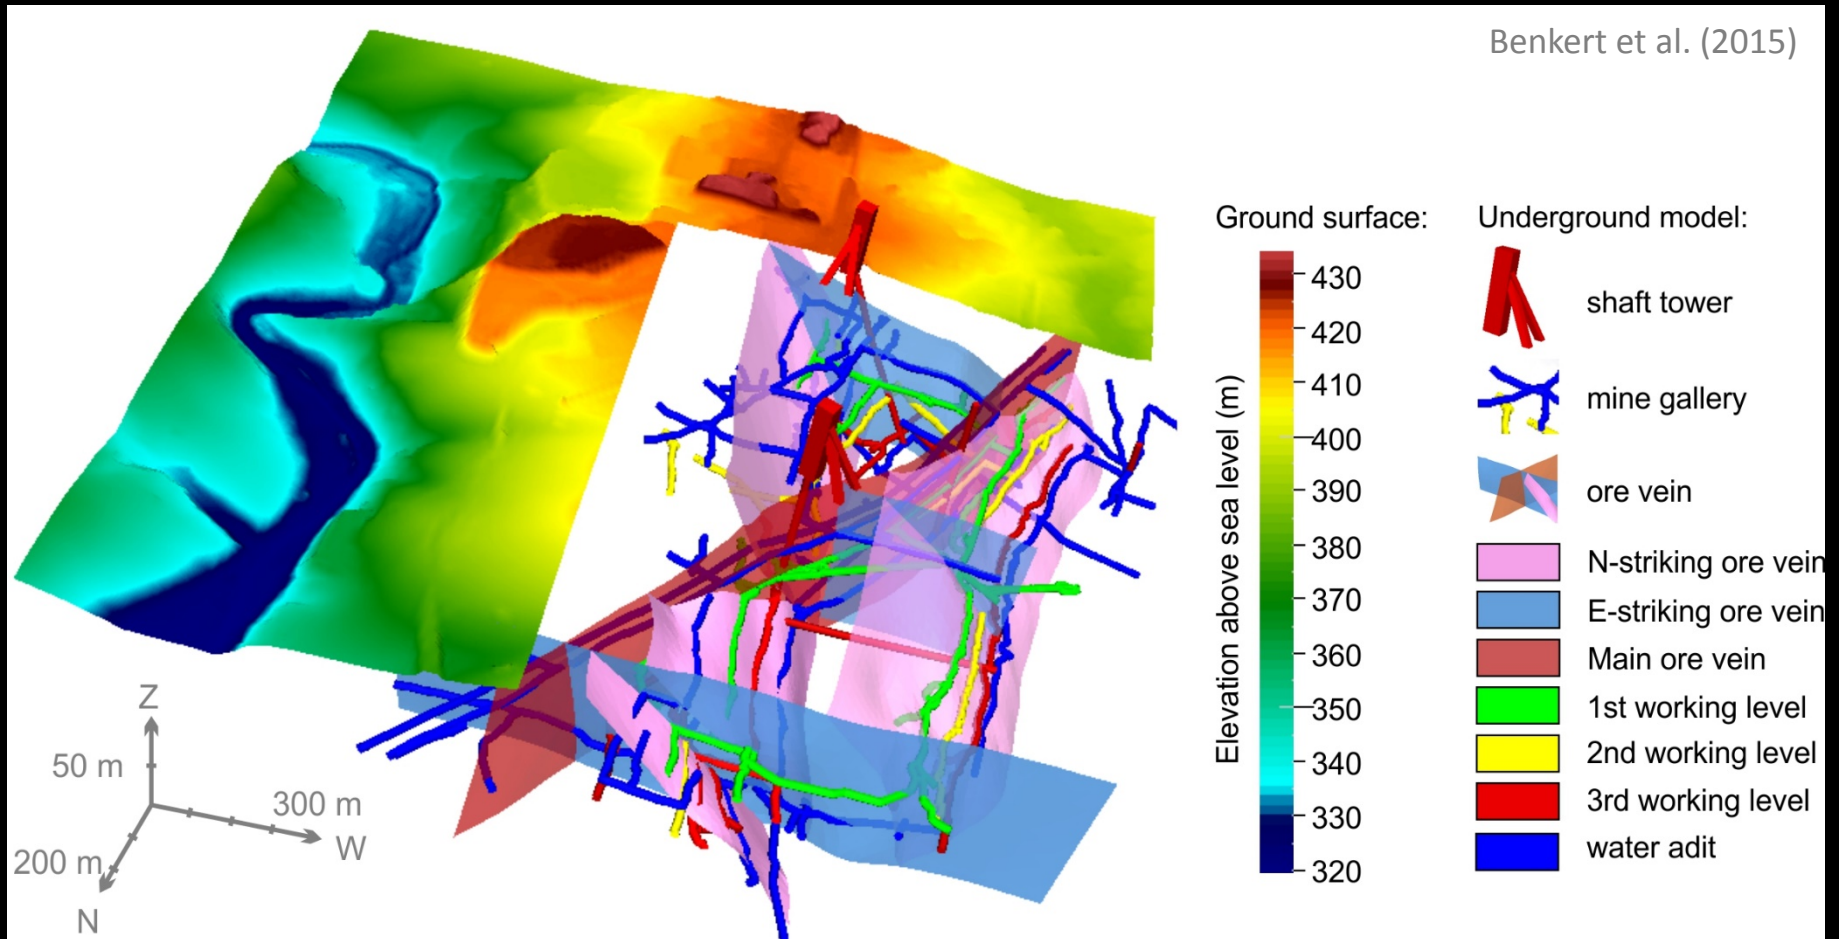 Benkert et al. (2015)
Ground surface:
Elevation above sea level (m)
430
420
410
400
390
380
370
360
350
340
330
320
Underground model:
shaft tower
mine gallery
ore vein
N-striking ore vein
E-striking ore vein
Main ore vein
1st working level
2nd working level
3rd working level
water adit
Z
50 m
300 m
W
200 m
N